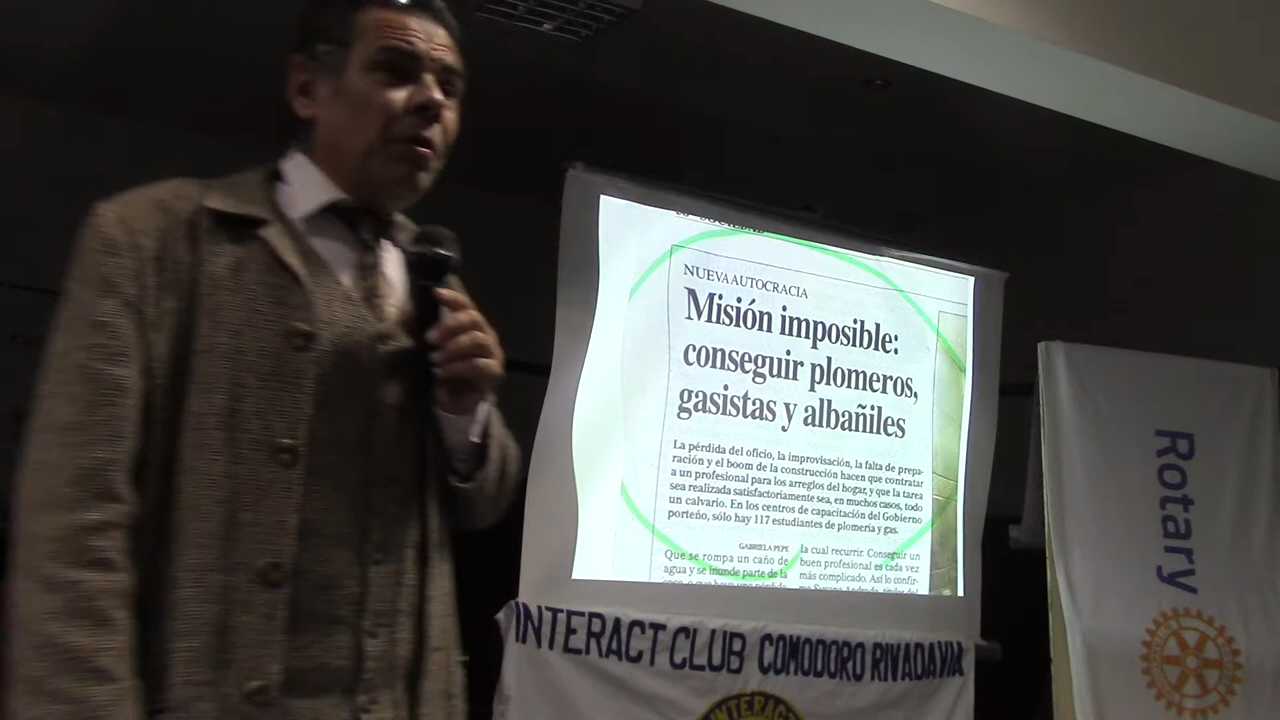 NUEVA AUTOCRACIA
Misión imposible:
conseguir plomeros,
gasistas y albañiles
La pérdida del oficio, la improvisación, la falta de prepa-
ración y el boom de la construcción hacen que contratar
a un profesional para los arreglos del hogar, y que la tarea
sea realizada satisfactoriamente sea, en muchos casos, todo
un calvario. En los centros de capacitación del Gobierno
porteño, sólo hay 117 estudiantes de plomería y gas.
GABRIELA PEPE
Que se rompa un caño de
agua y se inunde parte de la
la cual recurrir. Conseguir un
buen profesional es cada vez
más complicado. Así lo confir-
INTERACT CLUB COMODORO RIVADAVIA
INTERACT
Rotary